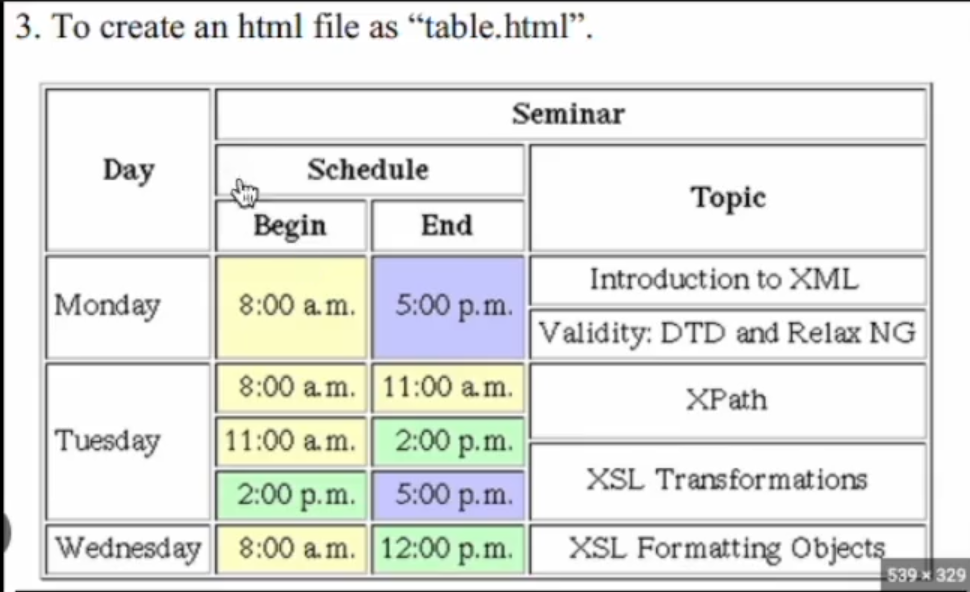 3. To create an html file as “table.html”.
Seminar
Day
Schedule
Topic
Begin End
Monday 8:00 a.m. 5:00 p.m. Introduction to XML
Validity: DTD and Relax NG
Tuesday 8:00 a.m. 11:00 a.m. XPath
11:00 a.m. 2:00 p.m.
XSL Transformations
2:00 p.m. 5:00 p.m.
Wednesday 8:00 a.m. 12:00 p.m. XSL Formatting Objects
539 × 329